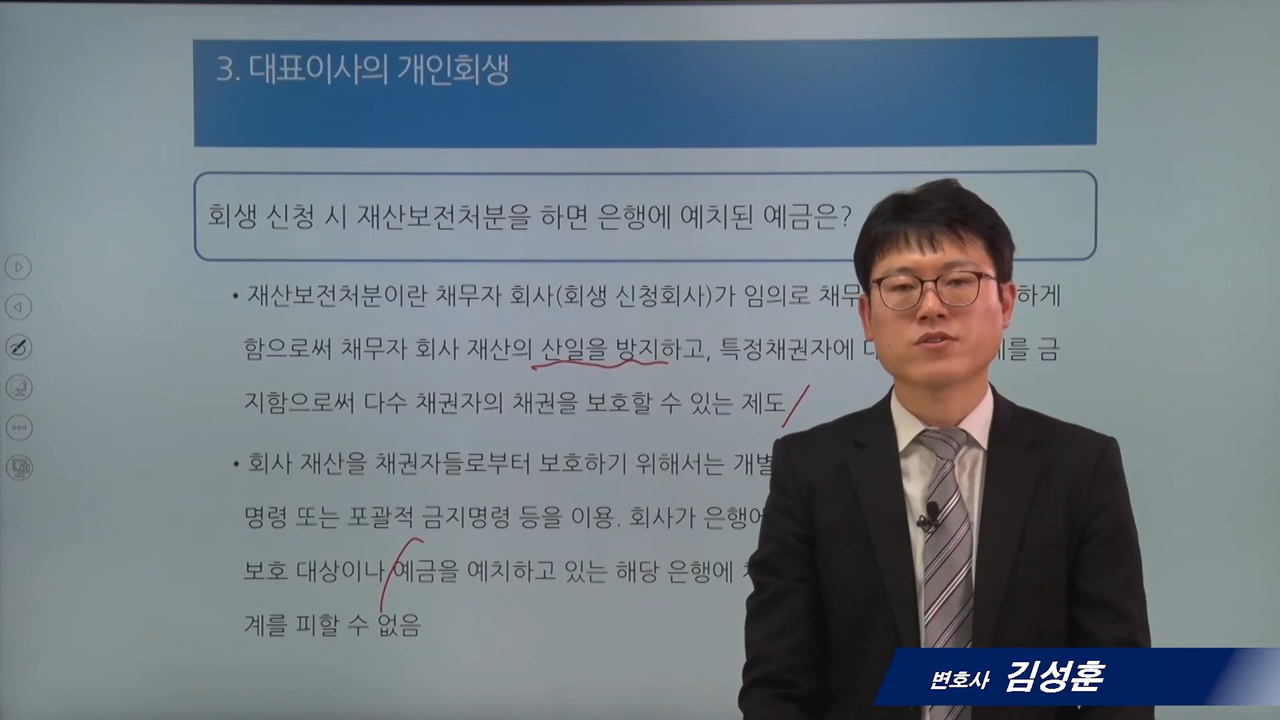 3. 대표이사의 개인회생
회생 신청 시 재산보전처분을 하면 은행에 예치된 예금은?
• 재산보전처분이란 채무자 회사(회생 신청회사)가 임의로 하게
함으로써 채무자 회사 재산의 산일을 방지하고, 특정채권자에 금
지함으로써 다수 채권자의 채권을 보호할 수 있는 제도
• 회사 재산을 채권자들로부터 보호하기 위해서는
명령 또는 포괄적 금지명령 등을 이용. 회사가
보호 대상이나 예금을 예치하고 있는 해당 은행에
계를 피할 수 없음
변호사 김성훈